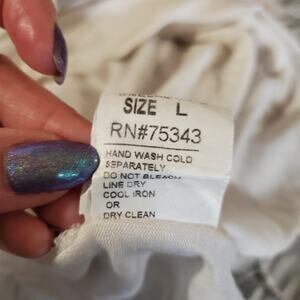 SIZE L
RN#75343
HAND WASH COLD
SEPARATELY
DO NOT BLEACH
LINE DRY
COOL IRON
OR
DRY CLEAN